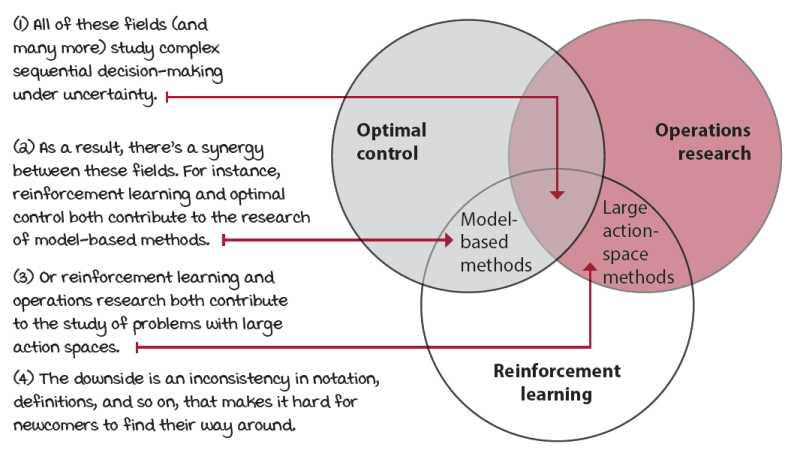 (1) All of these fields (and
many more) study complex
sequential decision-making
under uncertainty.
(2) As a result, there's a synergy
between these fields. For instance,
reinforcement learning and optimal
control both contribute to the research
of model-based methods.
(3) Or reinforcement learning and
operations research both contribute
to the study of problems with large
action spaces.
(4) The downside is an inconsistency in notation,
definitions, and so on, that makes it hard for
newcomers to find their way around.
Optimal
control
Operations
research
Model-
based
methods
Large
action-
space
methods
Reinforcement
learning